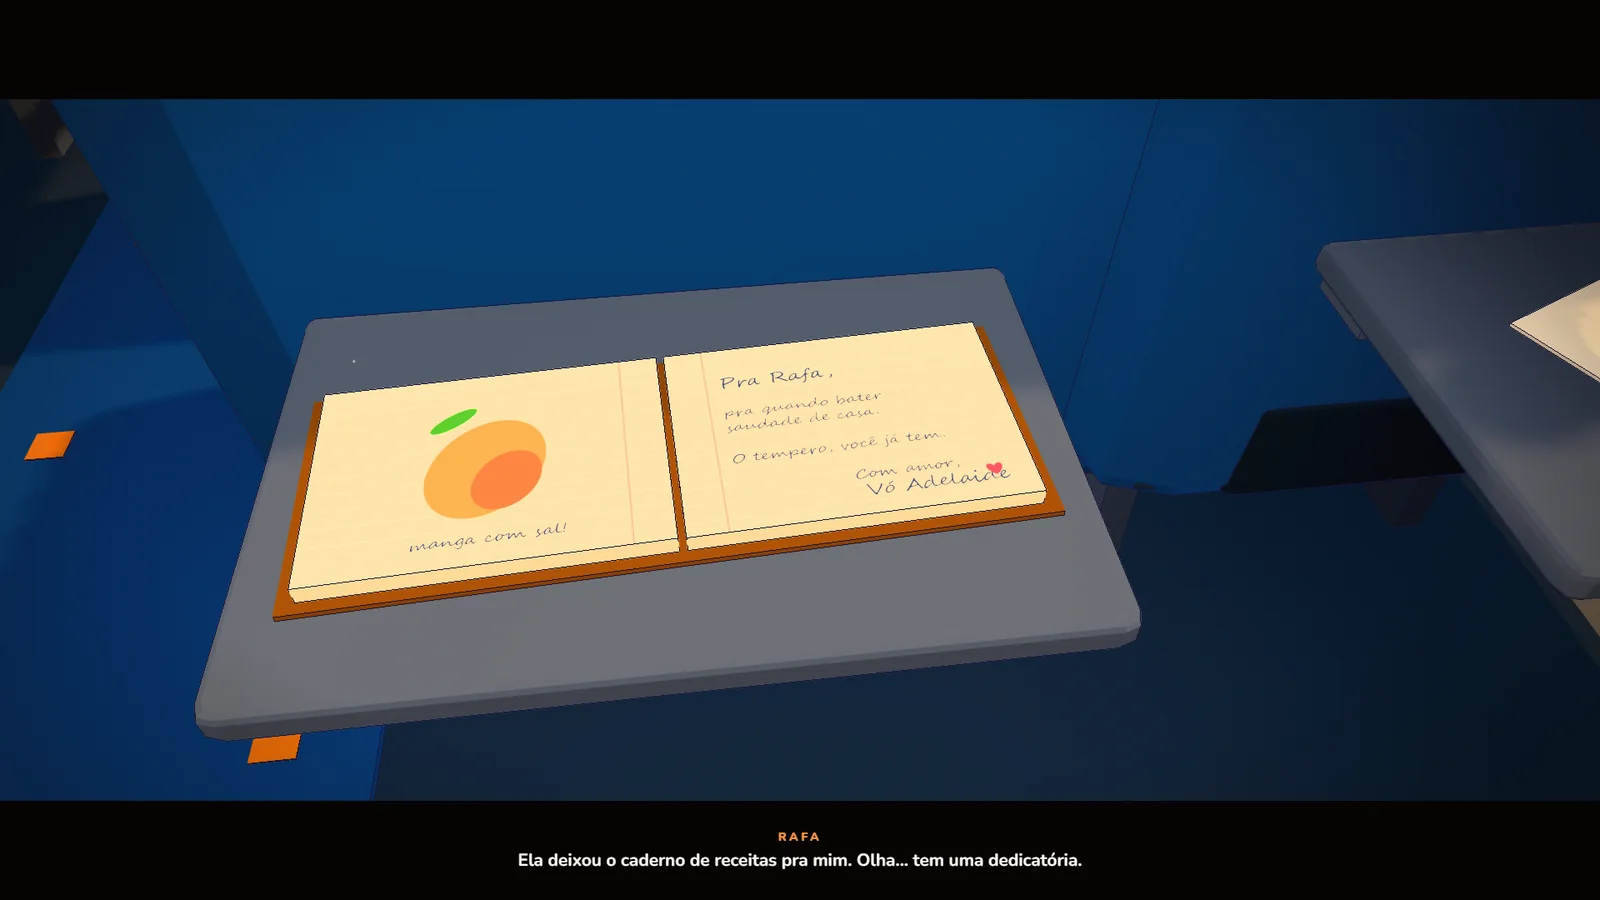 manga com sal!
Pra Rafa,
pra quando bater
saudade de casa.
O tempero, você já tem.
Com amor,
Vó Adelaide
RAFA
Ela deixou o caderno de receitas pra mim. Olha... tem uma dedicatória.